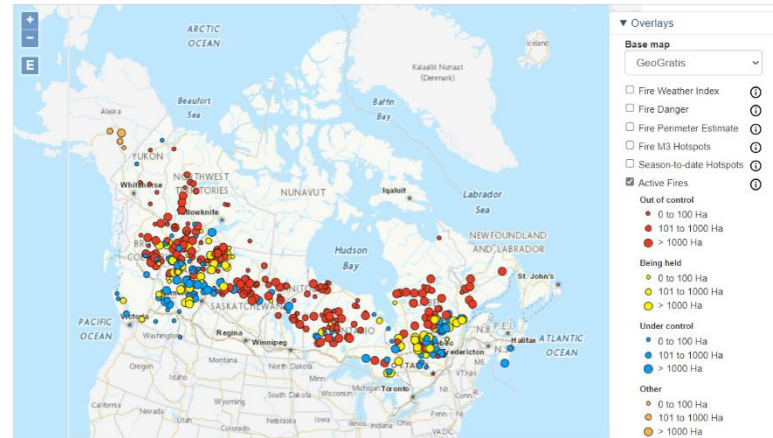 +
−
E
ARCTIC
OCEAN
Iceland
Kalaallit Nunaat
(Denmark)
Beaufort
Sea
Baffin
Bay
Alaska
YUKON
Whitehorse
NORTHWEST
TERRITORIES
NUNAVUT
Iqaluit
Labrador
Sea
Hudson
Bay
NEWFOUNDLAND
AND LABRADOR
St. John's
SASKATCHEWAN
Regina
Winnipeg
PACIFIC
OCEAN
Victoria
Washington
Montana
North Dakota
Oregon
Idaho
South Dakota
Minn.
Michigan
Toronto
Wyoming
Iowa
California
Nevada
Utah
Illinois
Indiana
Ohio
Penn
N.B.
P.E.I.
Fredericton
Halifax
ATLANTIC
OCEAN
ME.
VT.
N.H.
VA
D.C.
▼ Overlays
Base map
GeoGratis
Fire Weather Index
Fire Danger
Fire Perimeter Estimate
Fire M3 Hotspots
Season-to-date Hotspots
Active Fires
Out of control
0 to 100 Ha
101 to 1000 Ha
> 1000 Ha
Being held
0 to 100 Ha
101 to 1000 Ha
> 1000 Ha
Under control
0 to 100 Ha
101 to 1000 Ha
> 1000 Ha
Other
0 to 100 Ha
101 to 1000 Ha
> 1000 Ha